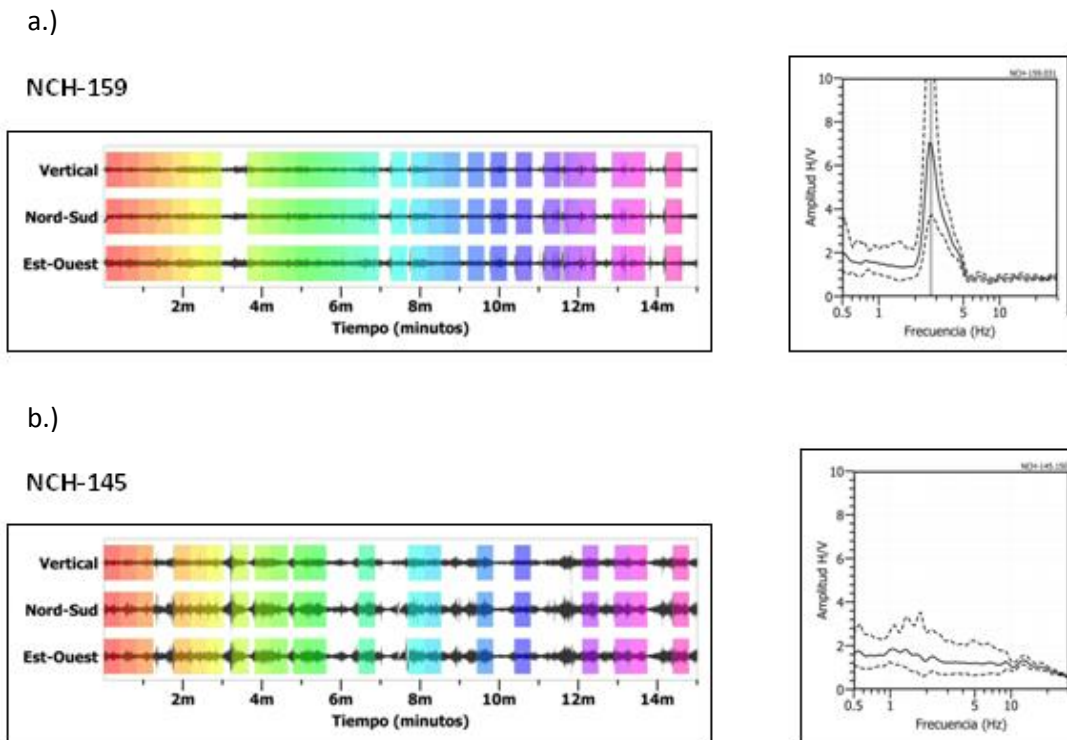 a.)
NCH-159
Vertical
Nord-Sud
Est-Ouest
2m 4m 6m 8m 10m 12m 14m
Tiempo (minutos)
NCH-159.031
Amplitud H/V
10
8
6
4
2
0
0.5 1 5 10
Frecuencia (Hz)
b.)
NCH-145
Vertical
Nord-Sud
Est-Ouest
2m 4m 6m 8m 10m 12m 14m
Tiempo (minutos)
Amplitud H/V
10
8
6
4
2
0
0.5 1 5 10
Frecuencia (Hz)